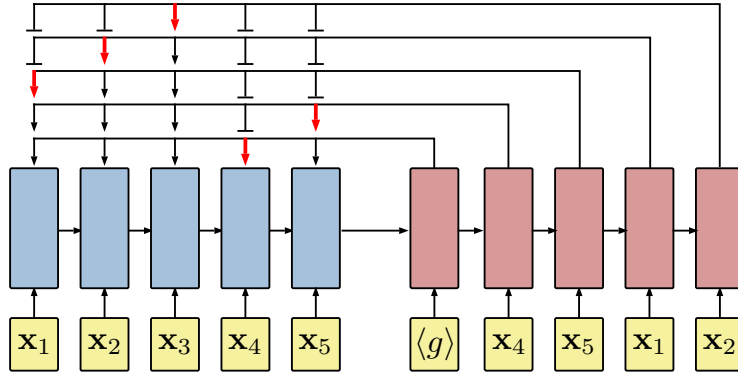 x₁ x₂ x₃ x₄ x₅ ⟨g⟩ x₄ x₅ x₁ x₂